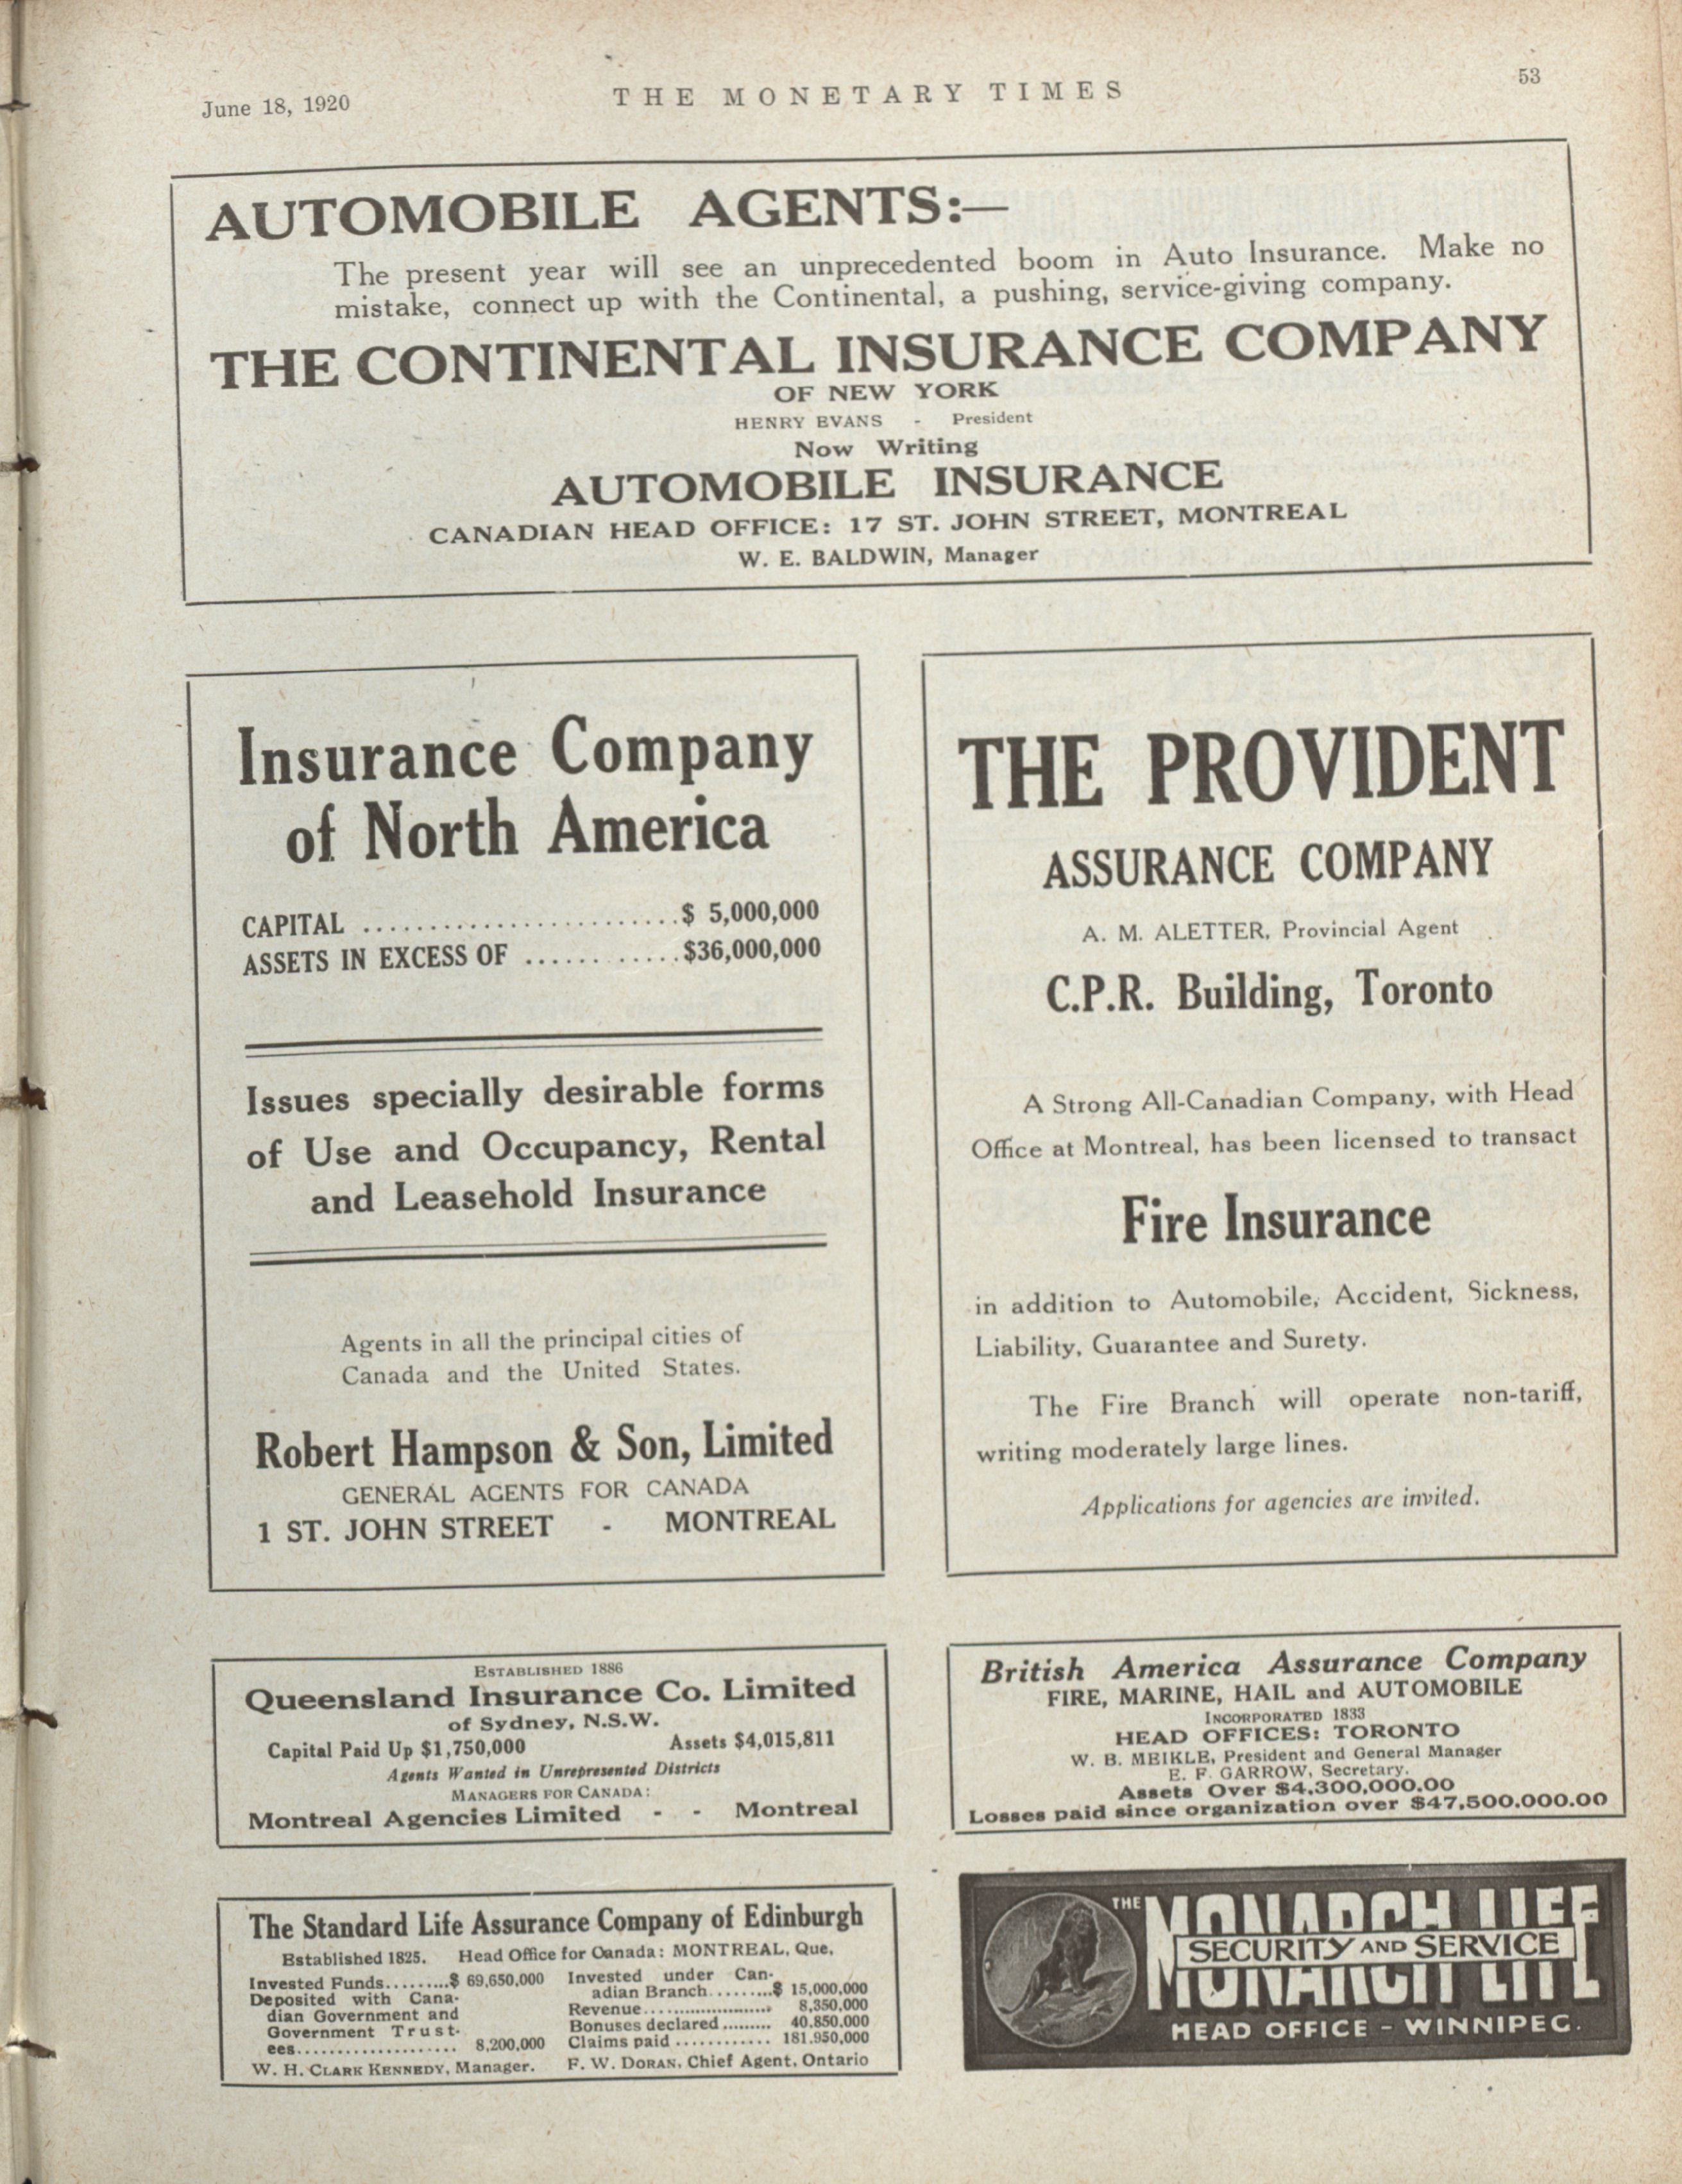 June 18, 1920
THE MONETARY TIMES
53
AUTOMOBILE AGENTS:—
The present year will see an unprecedented boom in Auto Insurance. Make no
mistake, connect up with the Continental, a pushing, service-giving company.
THE CONTINENTAL INSURANCE COMPANY
OF NEW YORK
HENRY EVANS - President
Now Writing
AUTOMOBILE INSURANCE
CANADIAN HEAD OFFICE: 17 ST. JOHN STREET, MONTREAL
W. E. BALDWIN, Manager
Insurance Company
of North America
CAPITAL ........................$ 5,000,000
ASSETS IN EXCESS OF ............$36,000,000
Issues specially desirable forms
of Use and Occupancy, Rental
and Leasehold Insurance
Agents in all the principal cities of
Canada and the United States.
Robert Hampson & Son, Limited
GENERAL AGENTS FOR CANADA
1 ST. JOHN STREET - MONTREAL
THE PROVIDENT
ASSURANCE COMPANY
A. M. ALETTER, Provincial Agent
C.P.R. Building, Toronto
A Strong All-Canadian Company, with Head
Office at Montreal, has been licensed to transact
Fire Insurance
in addition to Automobile, Accident, Sickness,
Liability, Guarantee and Surety.
The Fire Branch will operate non-tariff,
writing moderately large lines.
Applications for agencies are invited.
ESTABLISHED 1886
Queensland Insurance Co. Limited
of Sydney, N.S.W.
Capital Paid Up $1,750,000 Assets $4,015,811
Agents Wanted in Unrepresented Districts
MANAGERS FOR CANADA:
Montreal Agencies Limited - - Montreal
British America Assurance Company
FIRE, MARINE, HAIL and AUTOMOBILE
INCORPORATED 1833
HEAD OFFICES: TORONTO
W. B. MEIKLE, President and General Manager
E. F. GARROW, Secretary.
Assets Over $4,300,000.00
Losses paid since organization over $47,500.000.00
The Standard Life Assurance Company of Edinburgh
Established 1825. Head Office for Canada: MONTREAL, Que,
Invested Funds.........$ 69,650,000
Deposited with Cana-
dian Government and
Government Trust-
ees.................... 8,200,000
Invested under Can-
adian Branch.........$ 15,000,000
Revenue...................... 8,350,000
Bonuses declared ......... 40,850,000
Claims paid ............ 181,950,000
W. H. CLARK KENNEDY, Manager. F. W. DORAN, Chief Agent, Ontario
THE MONARCH LIFE
SECURITY AND SERVICE
MONARCH LIFE
HEAD OFFICE - WINNIPEG.